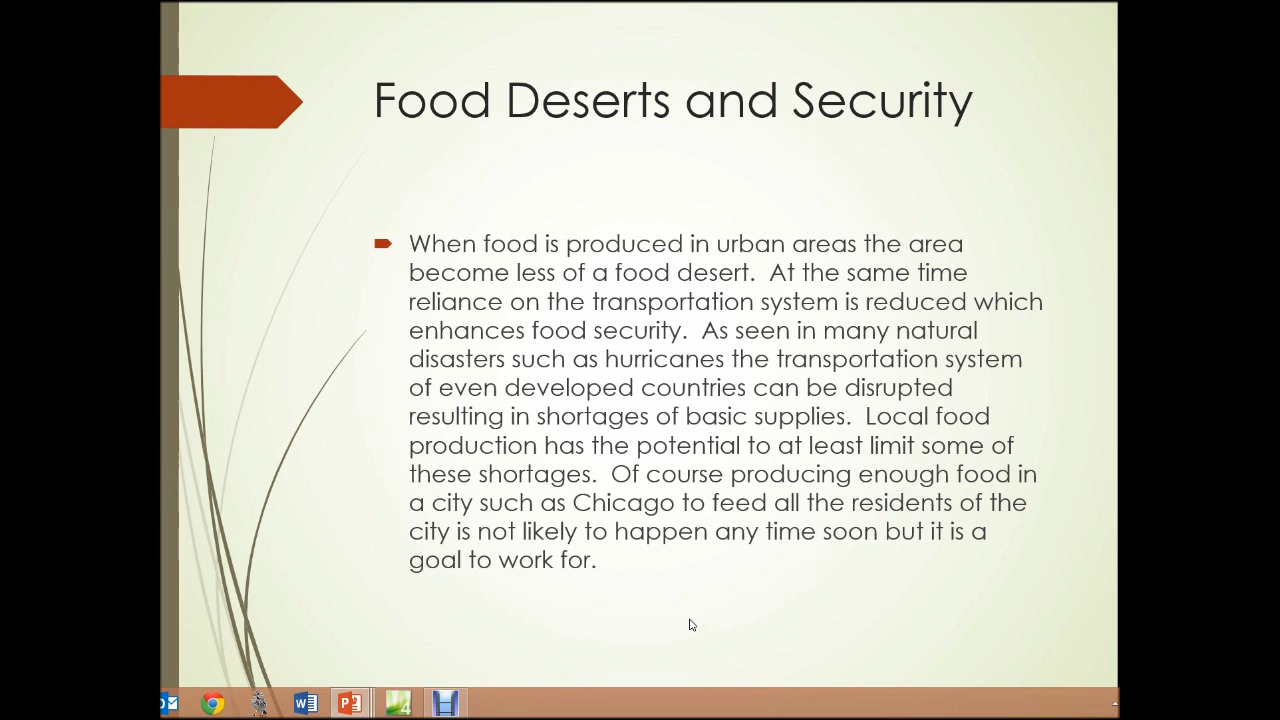 Food Deserts and Security
When food is produced in urban areas the area
become less of a food desert.  At the same time
reliance on the transportation system is reduced which
enhances food security.  As seen in many natural
disasters such as hurricanes the transportation system
of even developed countries can be disrupted
resulting in shortages of basic supplies.  Local food
production has the potential to at least limit some of
these shortages.  Of course producing enough food in
a city such as Chicago to feed all the residents of the
city is not likely to happen any time soon but it is a
goal to work for.